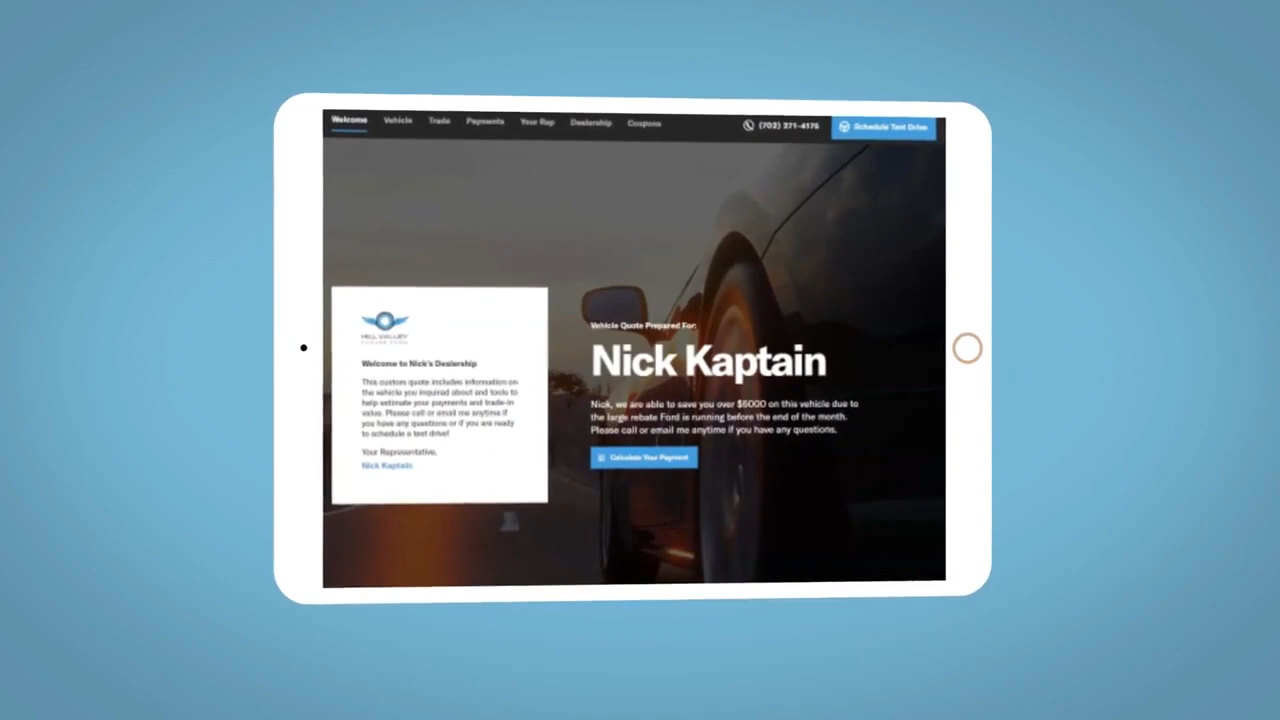 Welcome Vehicle Trade Payments Your Rep Dealership Coupons (702) 371-4175 Schedule Test Drive
HILL VALLEY
Welcome to Nick's Dealership
This custom quote includes information on
the vehicle you inquired about and tools to
help estimate your payments and trade-in
value. Please call or email me anytime if
you have any questions or if you are ready
to schedule a test drive!
Your Representative,
Nick Kaptain
Vehicle Quote Prepared For:
Nick Kaptain
Nick, we are able to save you over $6000 on this vehicle due to
the large rebate Ford is running before the end of the month.
Please call or email me anytime if you have any questions.
Calculate Your Payment